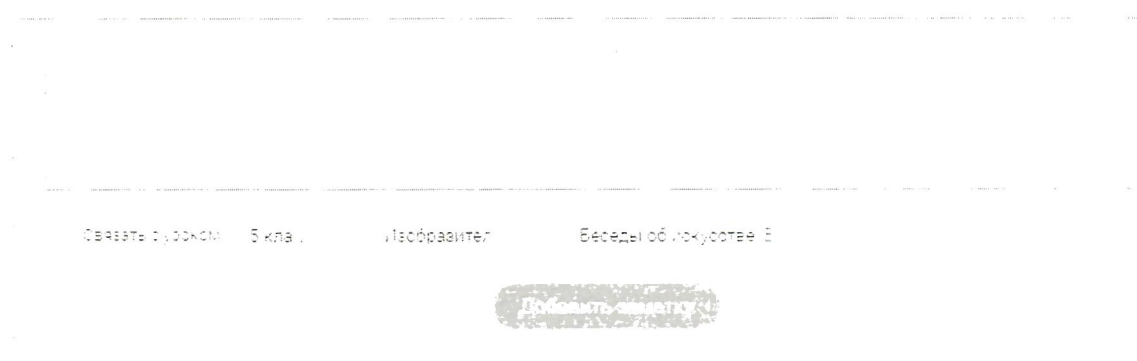 Связать с уроком 5 кла Изобразител Беседы об искусстве В
Добавить заметку